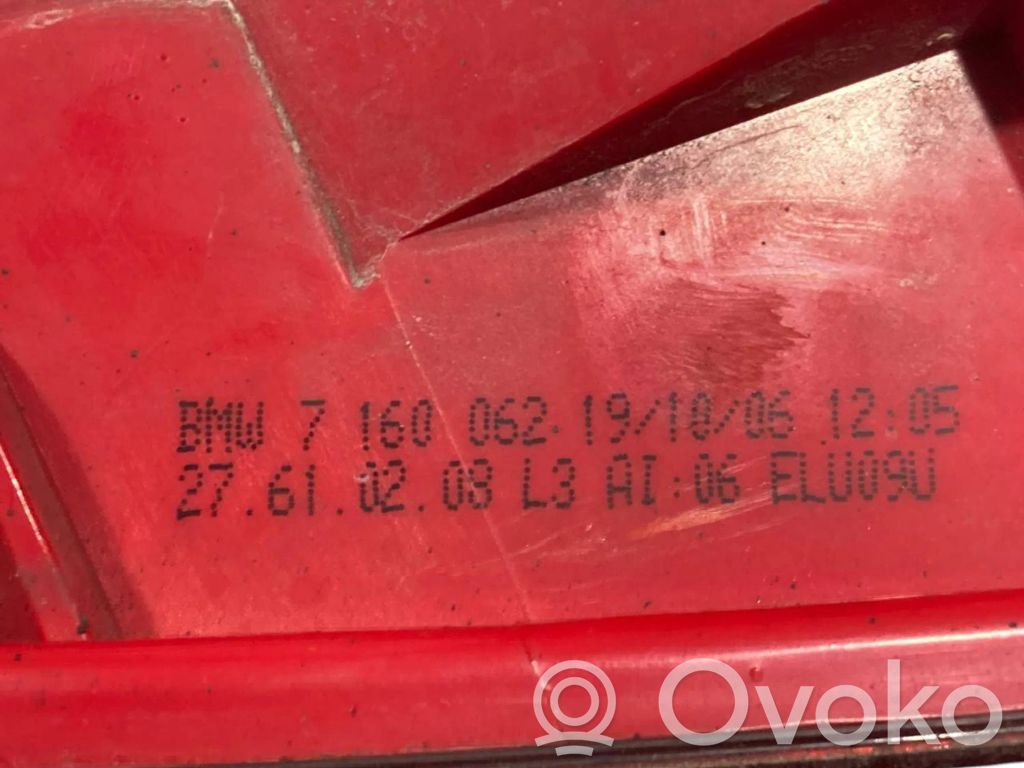 BMW 7 160 062 19/10/06 12:05
27.61.02.08 L3 AI:06 ELU09U
Ovoko